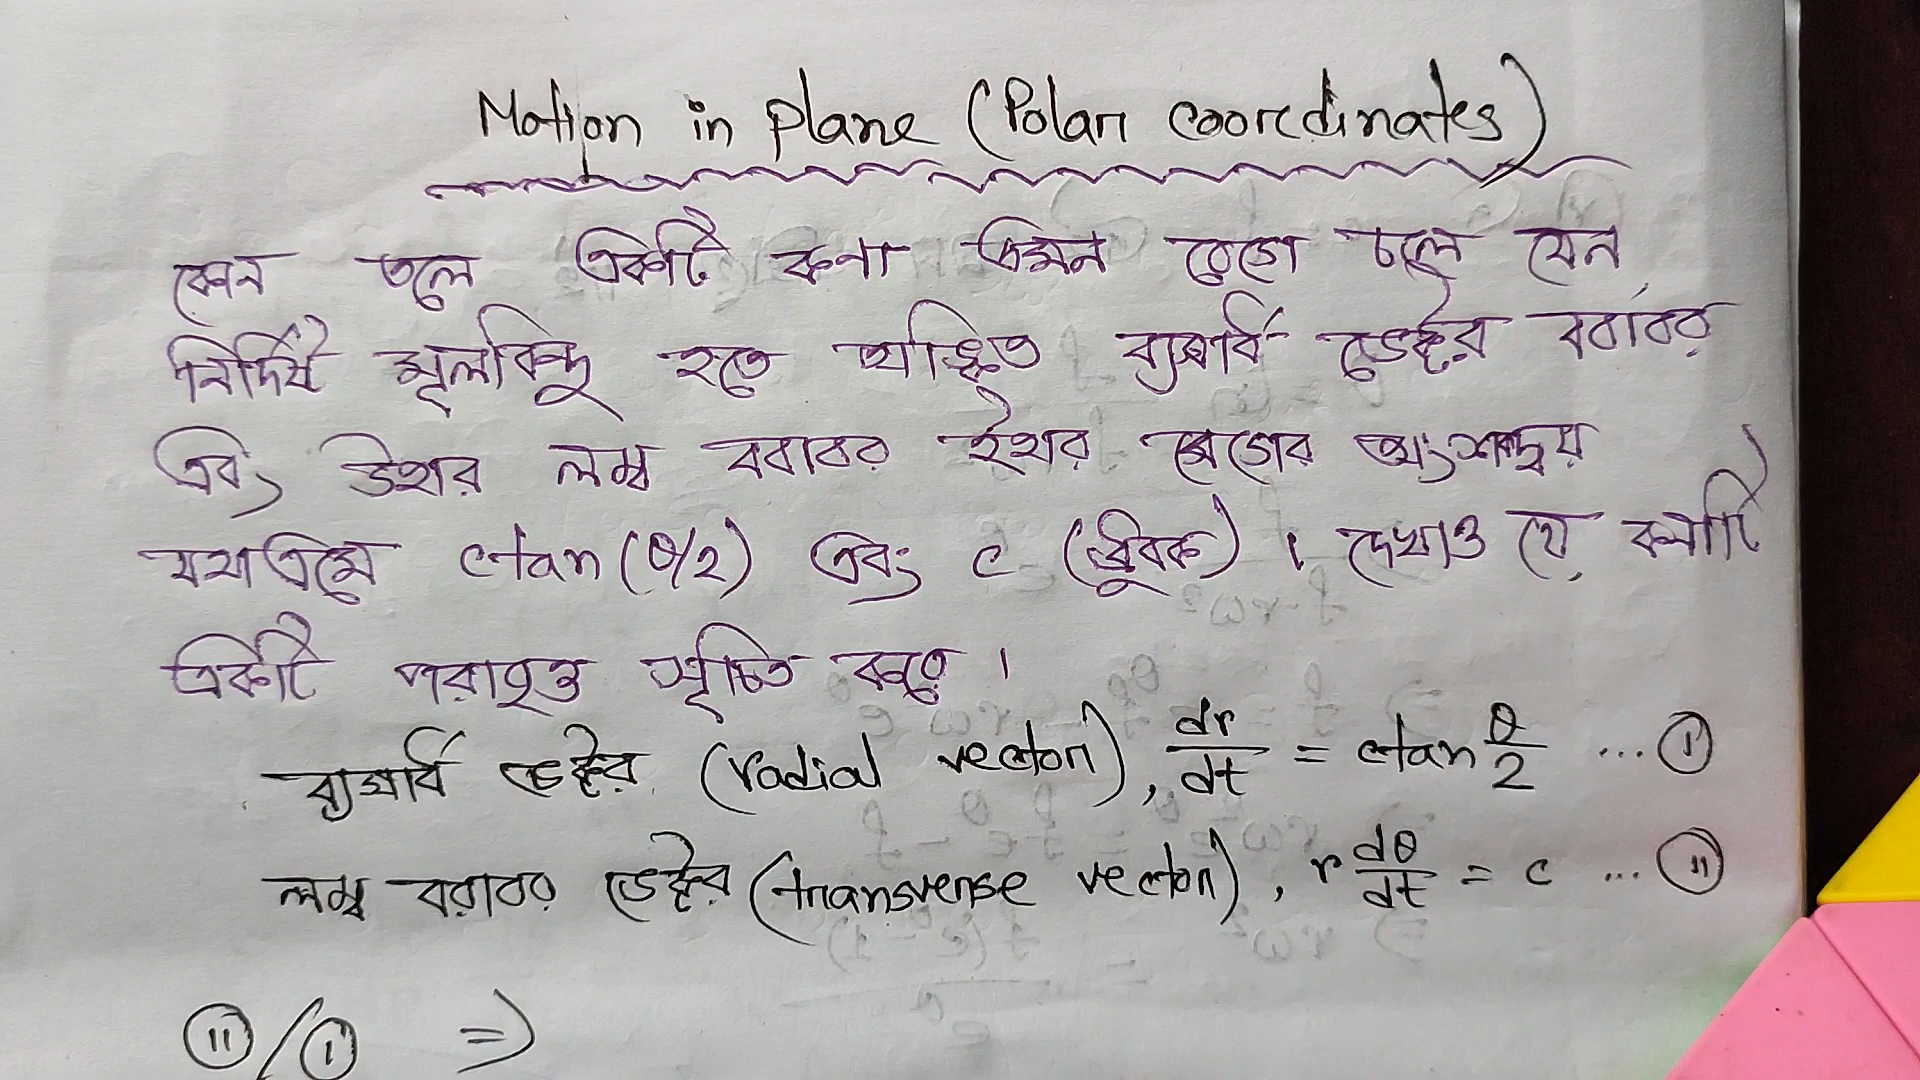 Motion in plane (Polar coordinates)
কোন তলে একটি কণা এমন বেগে চলে যেন
নির্দিষ্ট মূলবিন্দু হতে অঙ্কিত ব্যাসার্ধ ভেক্টর বরাবর
এবং উহার লম্ব বরাবর ইহার বেগের অংশদ্বয়
যথাক্রমে ctan(θ/2) এবং c (ধ্রুবক) । দেখাও যে, কণাটি
একটি পরাবৃত্ত সূচিত করে ।
ব্যাসার্ধ ভেক্টর (radial vector), dr/dt = ctan θ/2 ... (i)
লম্ব বরাবর ভেক্টর (transverse vector), r dθ/dt = c ... (ii)
(ii)/(i) ⇒